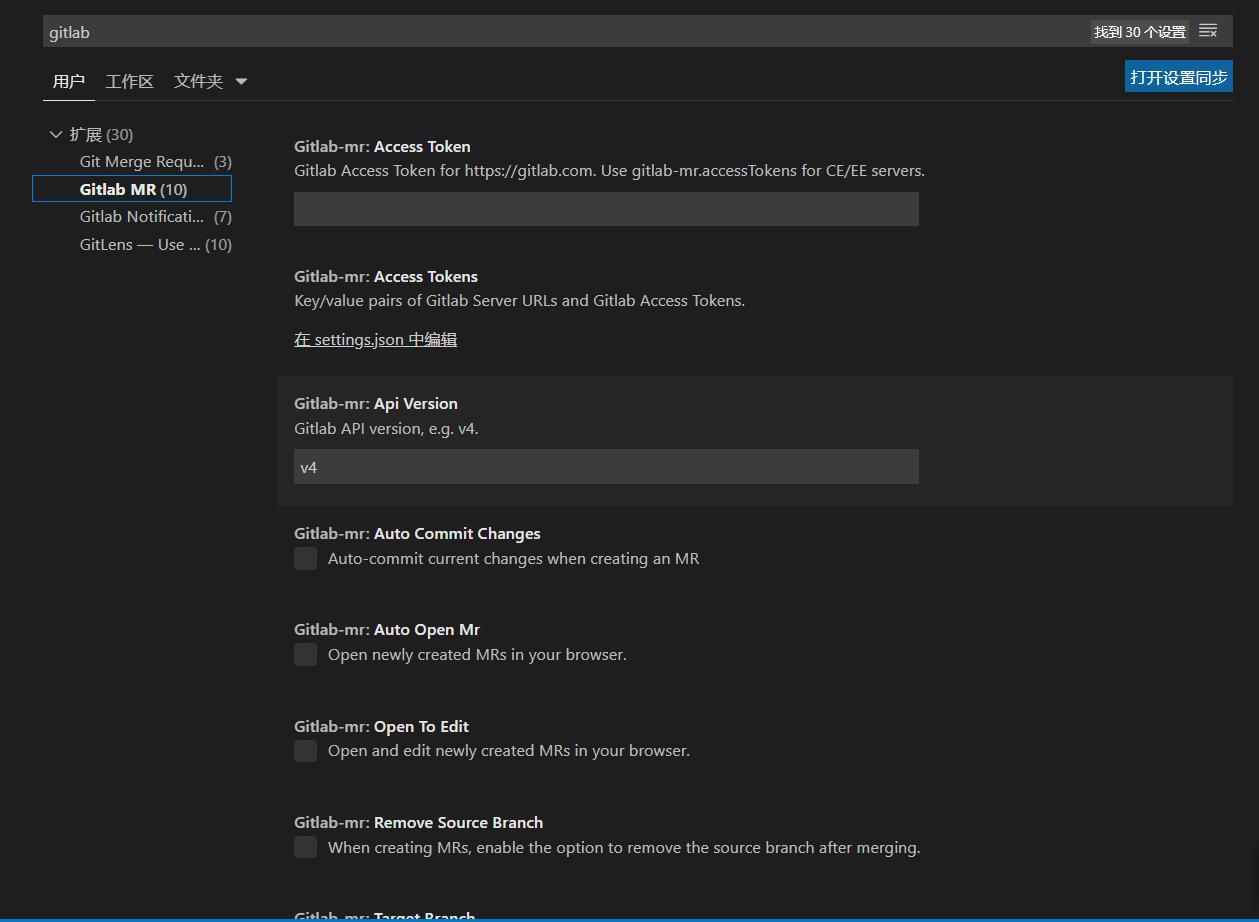 gitlab
找到 30 个设置
用户 工作区 文件夹
打开设置同步
扩展 (30)
Git Merge Requ... (3)
Gitlab MR (10)
Gitlab Notificati... (7)
GitLens — Use ... (10)
Gitlab-mr: Access Token
Gitlab Access Token for https://gitlab.com. Use gitlab-mr.accessTokens for CE/EE servers.
Gitlab-mr: Access Tokens
Key/value pairs of Gitlab Server URLs and Gitlab Access Tokens.
在 settings.json 中编辑
Gitlab-mr: Api Version
Gitlab API version, e.g. v4.
v4
Gitlab-mr: Auto Commit Changes
Auto-commit current changes when creating an MR
Gitlab-mr: Auto Open Mr
Open newly created MRs in your browser.
Gitlab-mr: Open To Edit
Open and edit newly created MRs in your browser.
Gitlab-mr: Remove Source Branch
When creating MRs, enable the option to remove the source branch after merging.
Gitlab-mr: Target Branch